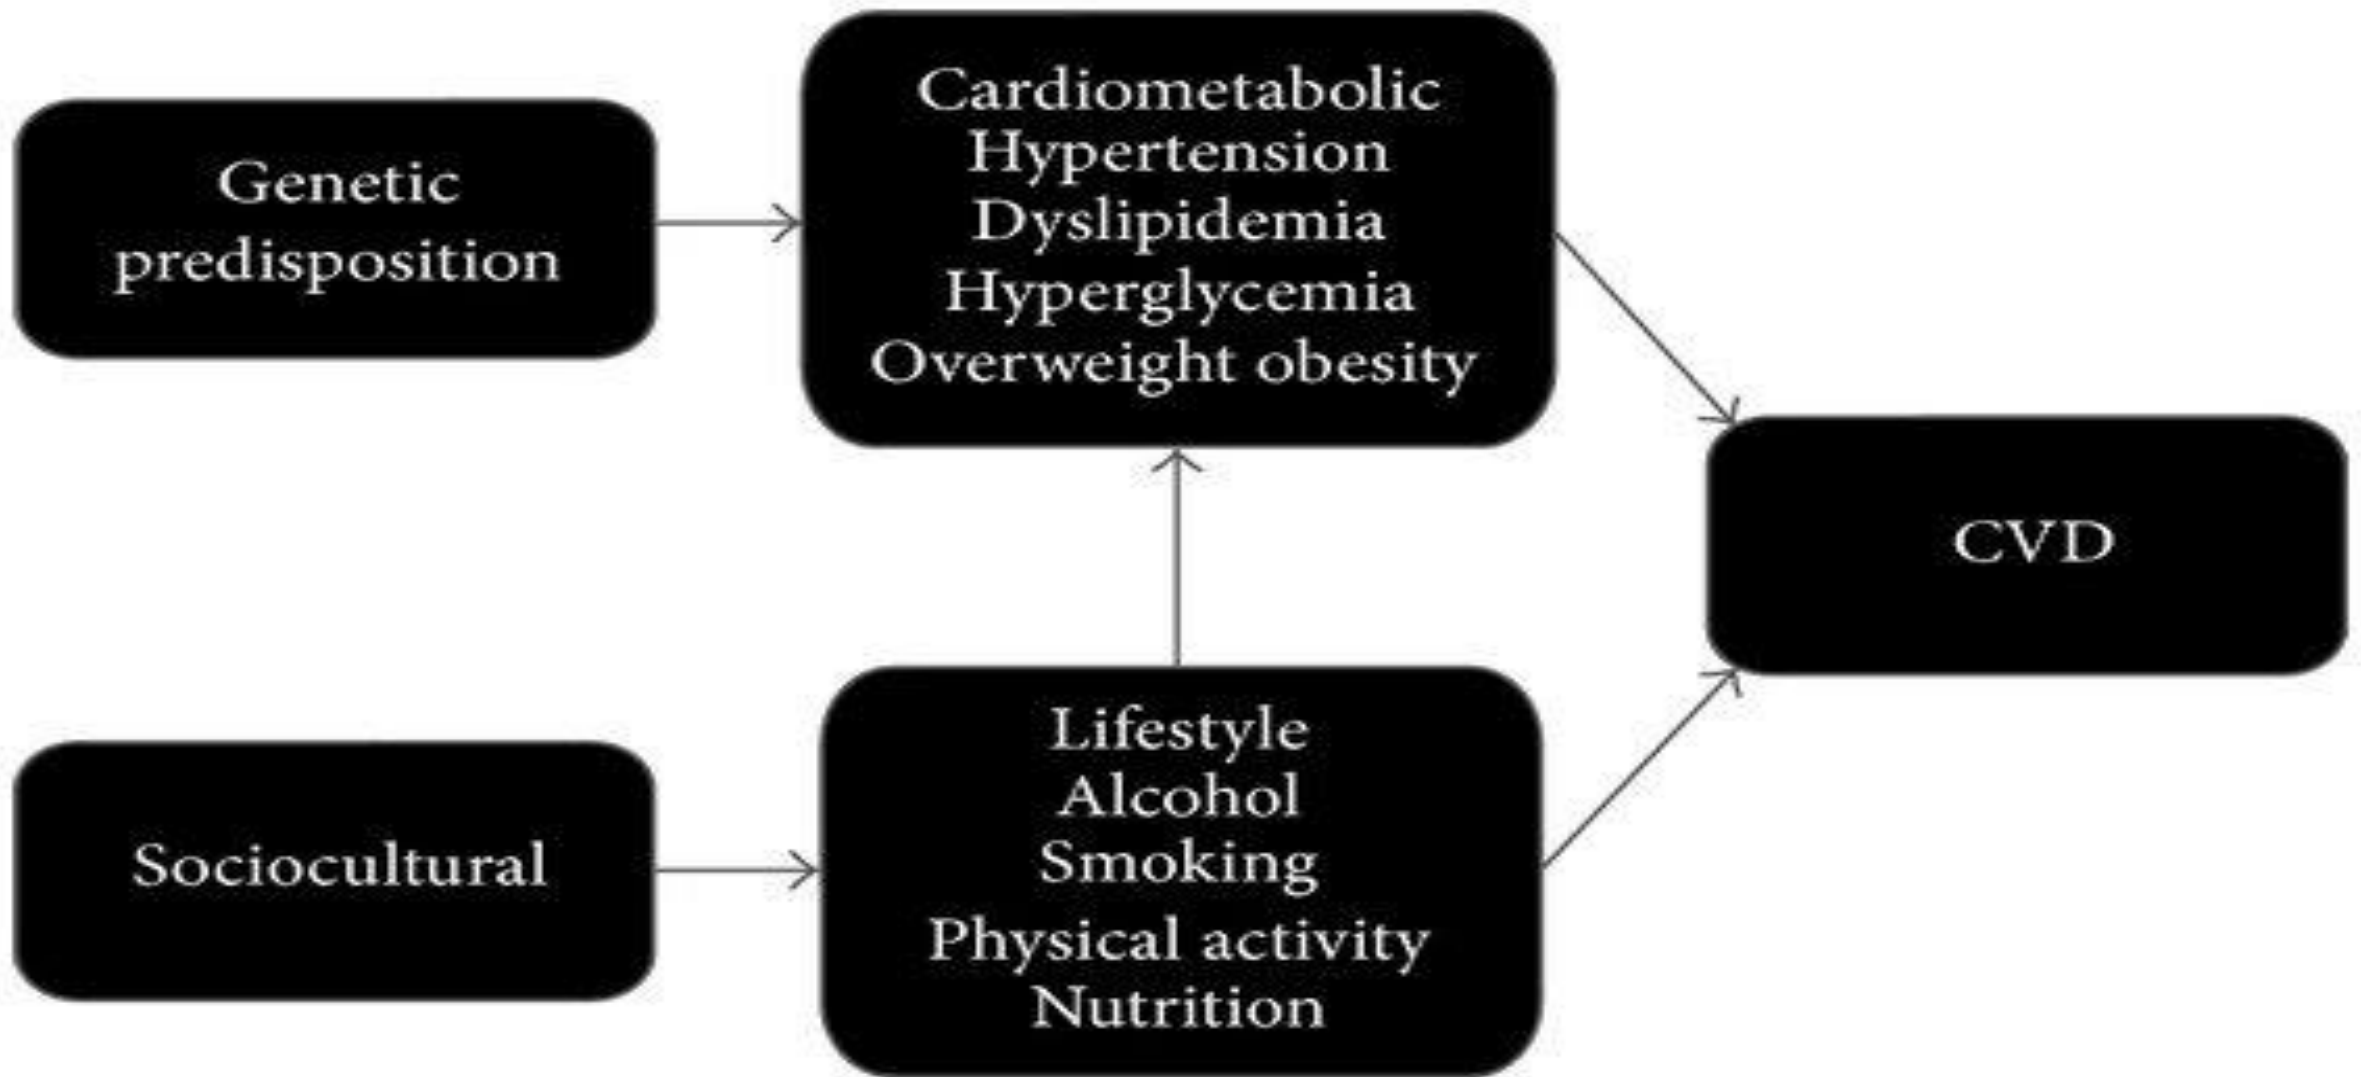 Genetic
predisposition
Cardiometabolic
Hypertension
Dyslipidemia
Hyperglycemia
Overweight obesity
CVD
Sociocultural
Lifestyle
Alcohol
Smoking
Physical activity
Nutrition